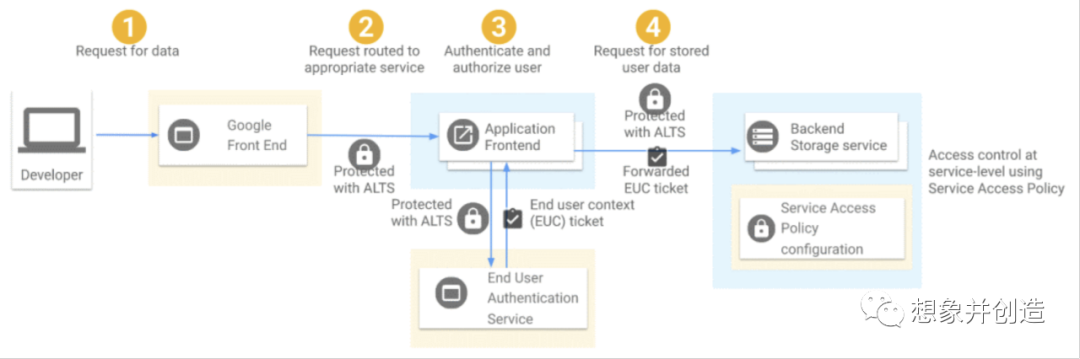 1
Request for data
2
Request routed to
appropriate service
3
Authenticate and
authorize user
4
Request for stored
user data
Developer
Google
Front End
Protected
with ALTS
Application
Frontend
Protected
with ALTS
Forwarded
EUC ticket
Backend
Storage service
Access control at
service-level using
Service Access Policy
Protected
with ALTS
End user context
(EUC) ticket
Service Access
Policy
configuration
End User
Authentication
Service
想象并创造